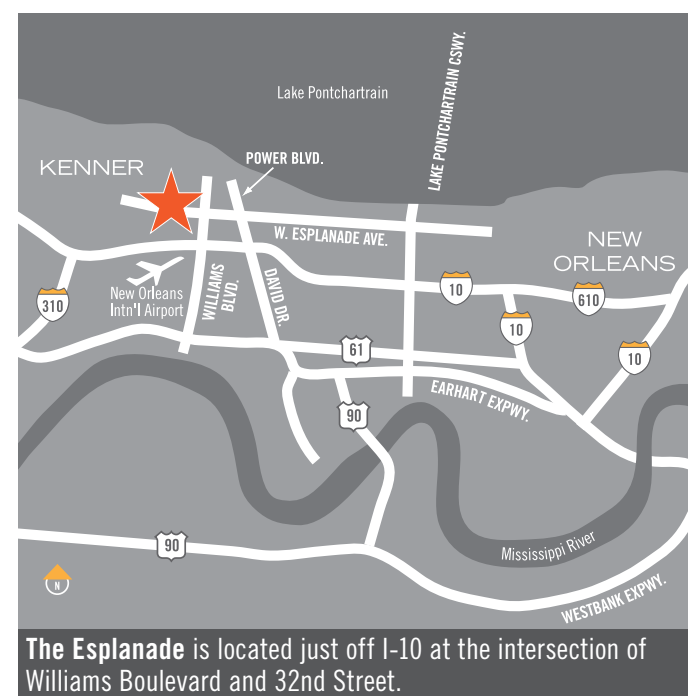 Lake Pontchartrain
LAKE PONTCHARTRAIN CSWY.
KENNER
POWER BLVD.
W. ESPLANADE AVE.
NEW
ORLEANS
New Orleans
Intn'l Airport
WILLIAMS
BLVD.
DAVID DR.
310
10
610
10
10
61
EARHART EXPWY.
90
90
Mississippi River
WESTBANK EXPWY.
N
The Esplanade is located just off I-10 at the intersection of
Williams Boulevard and 32nd Street.